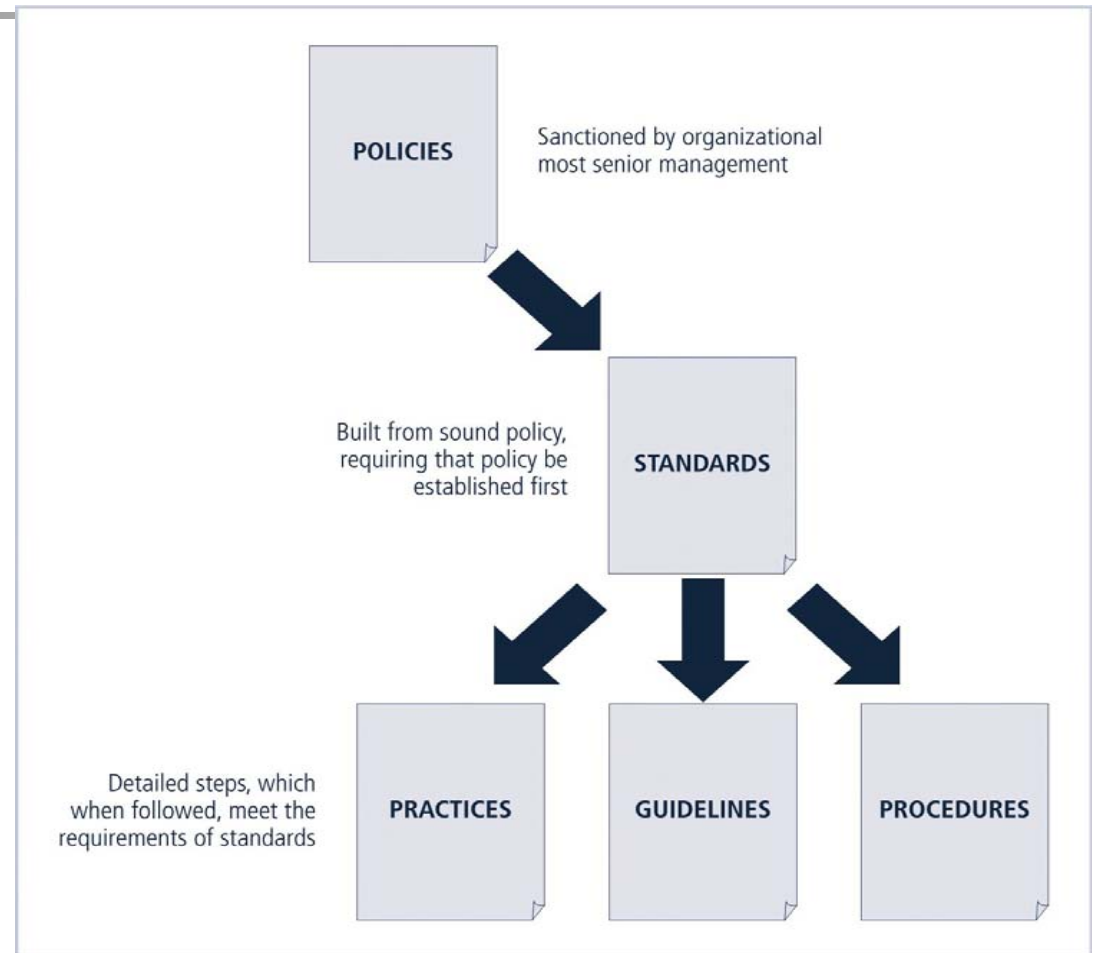 POLICIES
Sanctioned by organizational
most senior management
Built from sound policy,
requiring that policy be
established first
STANDARDS
Detailed steps, which
when followed, meet the
requirements of standards
PRACTICES
GUIDELINES
PROCEDURES